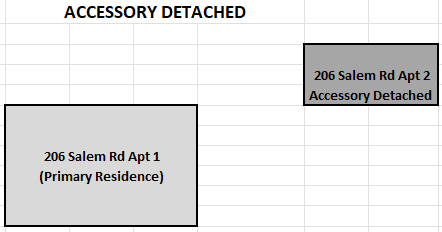 ACCESSORY DETACHED
206 Salem Rd Apt 2
Accessory Detached
206 Salem Rd Apt 1
(Primary Residence)